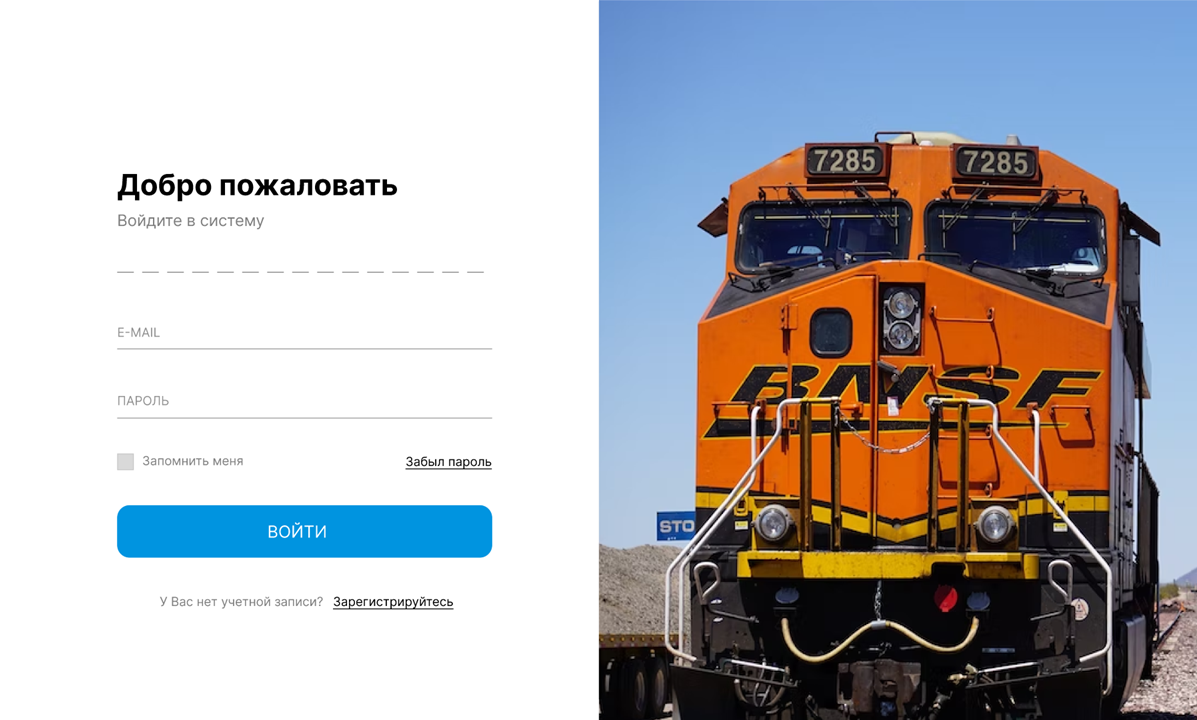 Добро пожаловать
Войдите в систему
E-MAIL
ПАРОЛЬ
Запомнить меня
Забыл пароль
ВОЙТИ
У Вас нет учетной записи? Зарегистрируйтесь
7285 7285
BNSF
STO